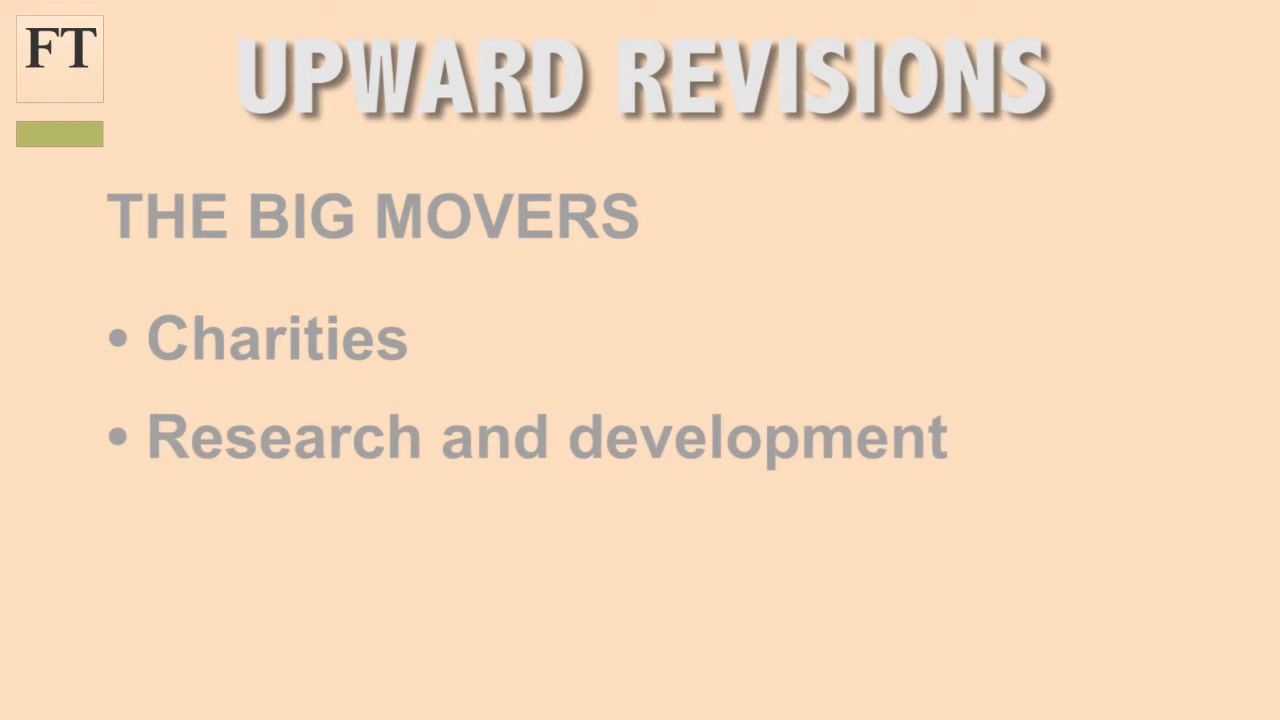 FT
UPWARD REVISIONS
THE BIG MOVERS
• Charities
• Research and development